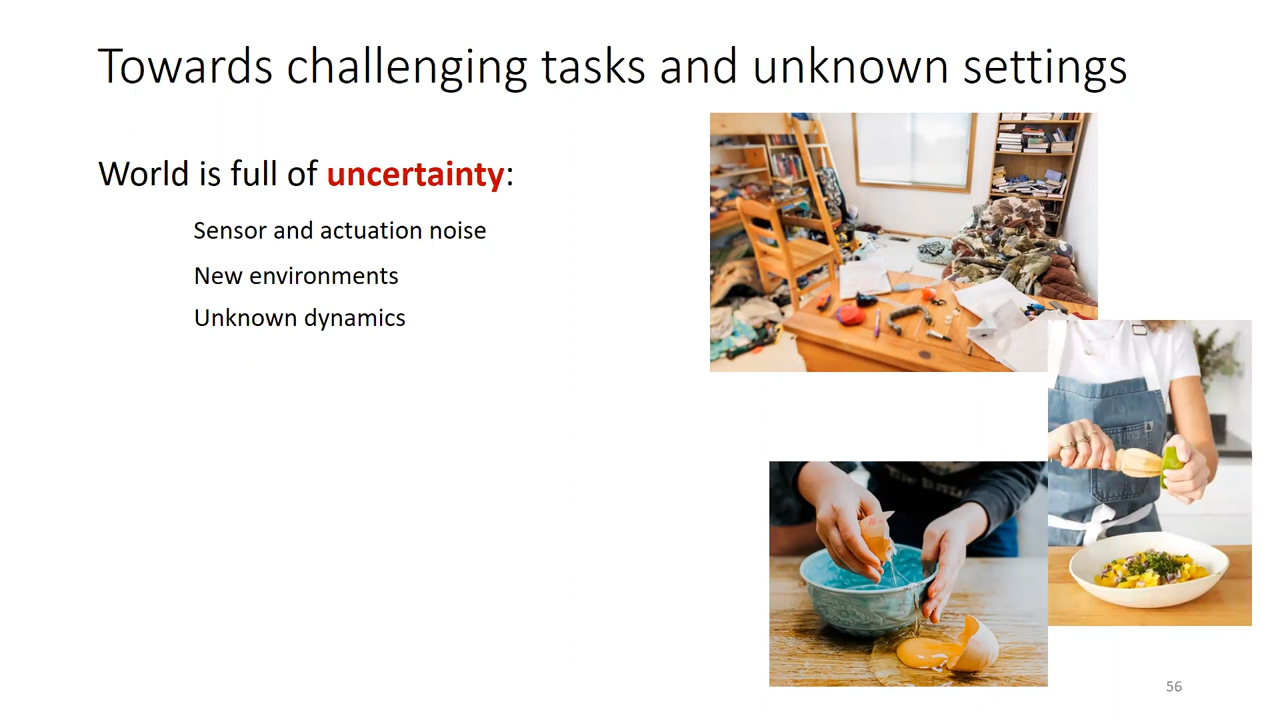 Towards challenging tasks and unknown settings
World is full of uncertainty:
Sensor and actuation noise
New environments
Unknown dynamics
56